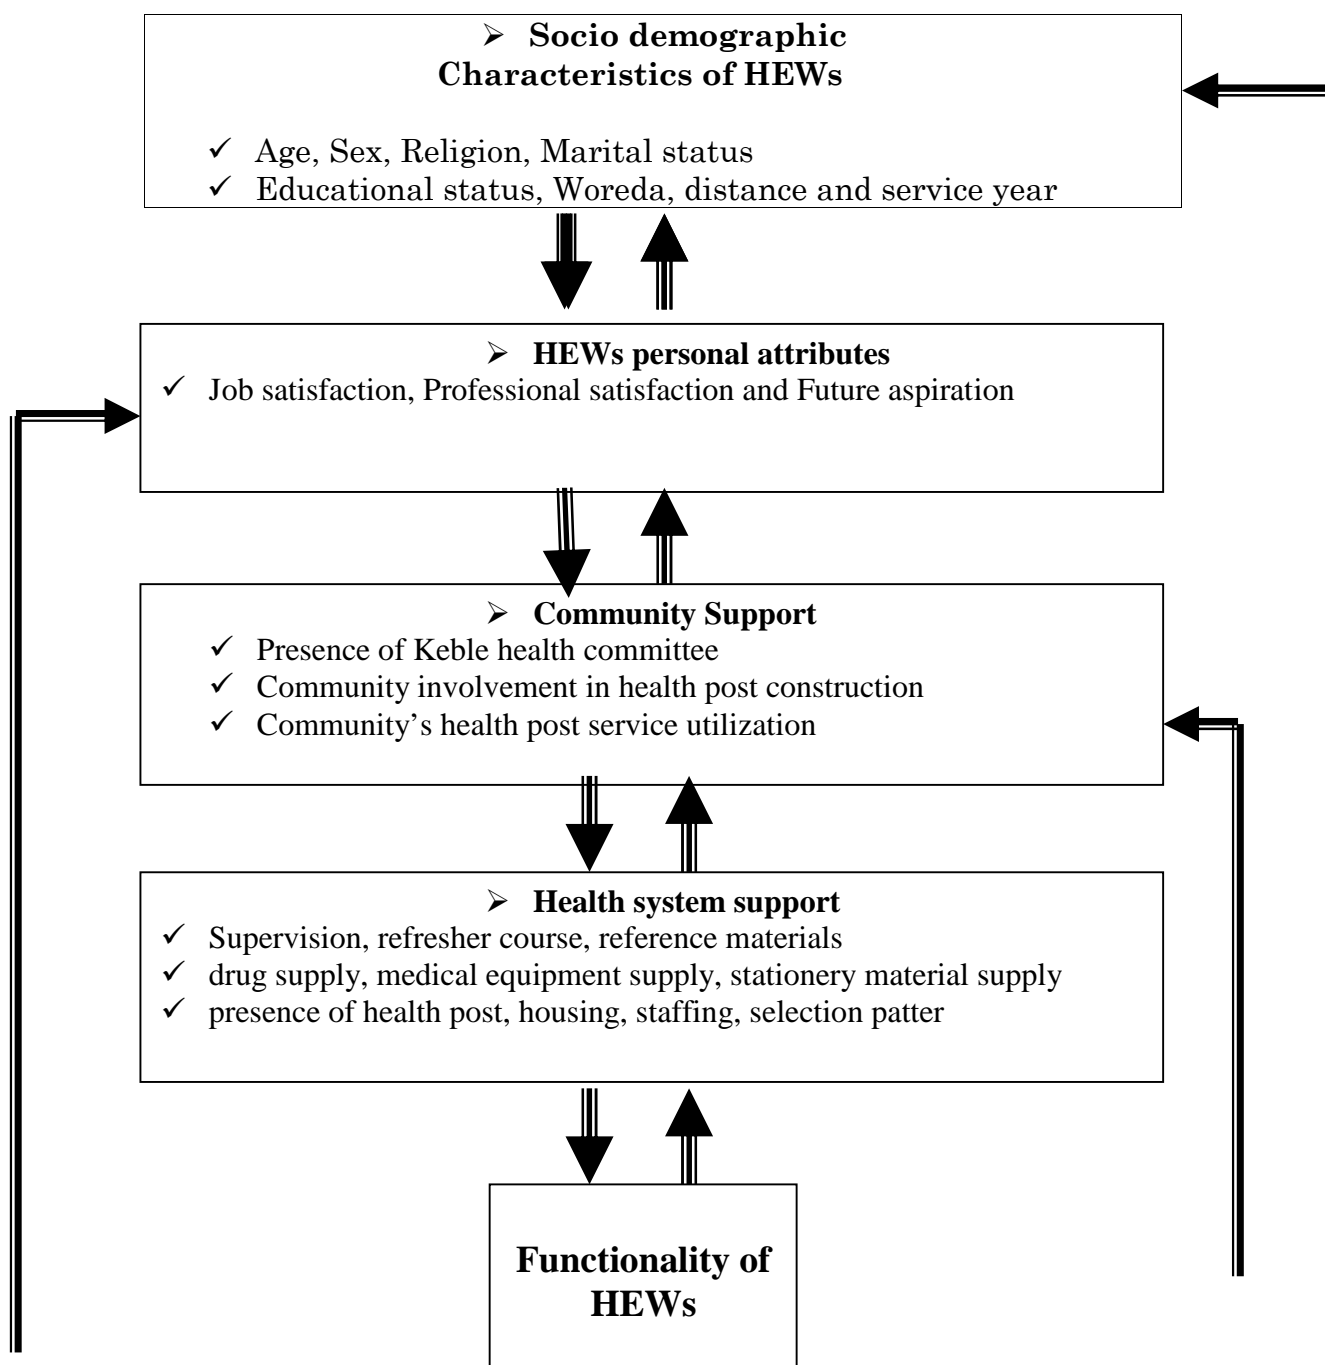 ➢ Socio demographic
Characteristics of HEWs
✓ Age, Sex, Religion, Marital status
✓ Educational status, Woreda, distance and service year
➢ HEWs personal attributes
✓ Job satisfaction, Professional satisfaction and Future aspiration
➢ Community Support
✓ Presence of Keble health committee
✓ Community involvement in health post construction
✓ Community’s health post service utilization
➢ Health system support
✓ Supervision, refresher course, reference materials
✓ drug supply, medical equipment supply, stationery material supply
✓ presence of health post, housing, staffing, selection patter
Functionality of
HEWs